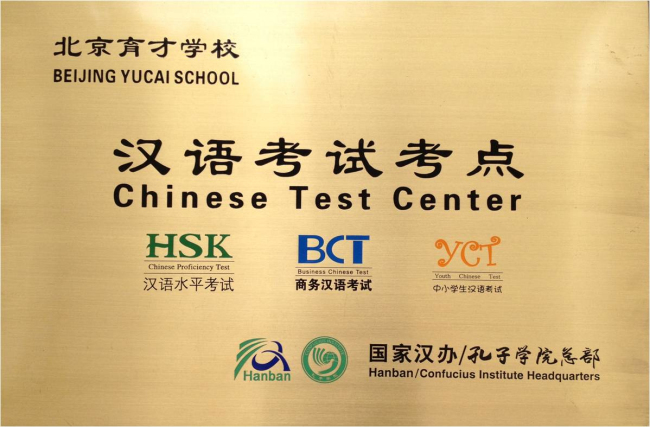 北京育才学校
BEIJING YUCAI SCHOOL
汉语考试考点
Chinese Test Center
HSK
Chinese Proficiency Test
汉语水平考试
BCT
Business Chinese Test
商务汉语考试
YCT
Youth Chinese Test
中小学生汉语考试
Hanban
国家汉办/孔子学院总部
Hanban/Confucius Institute Headquarters